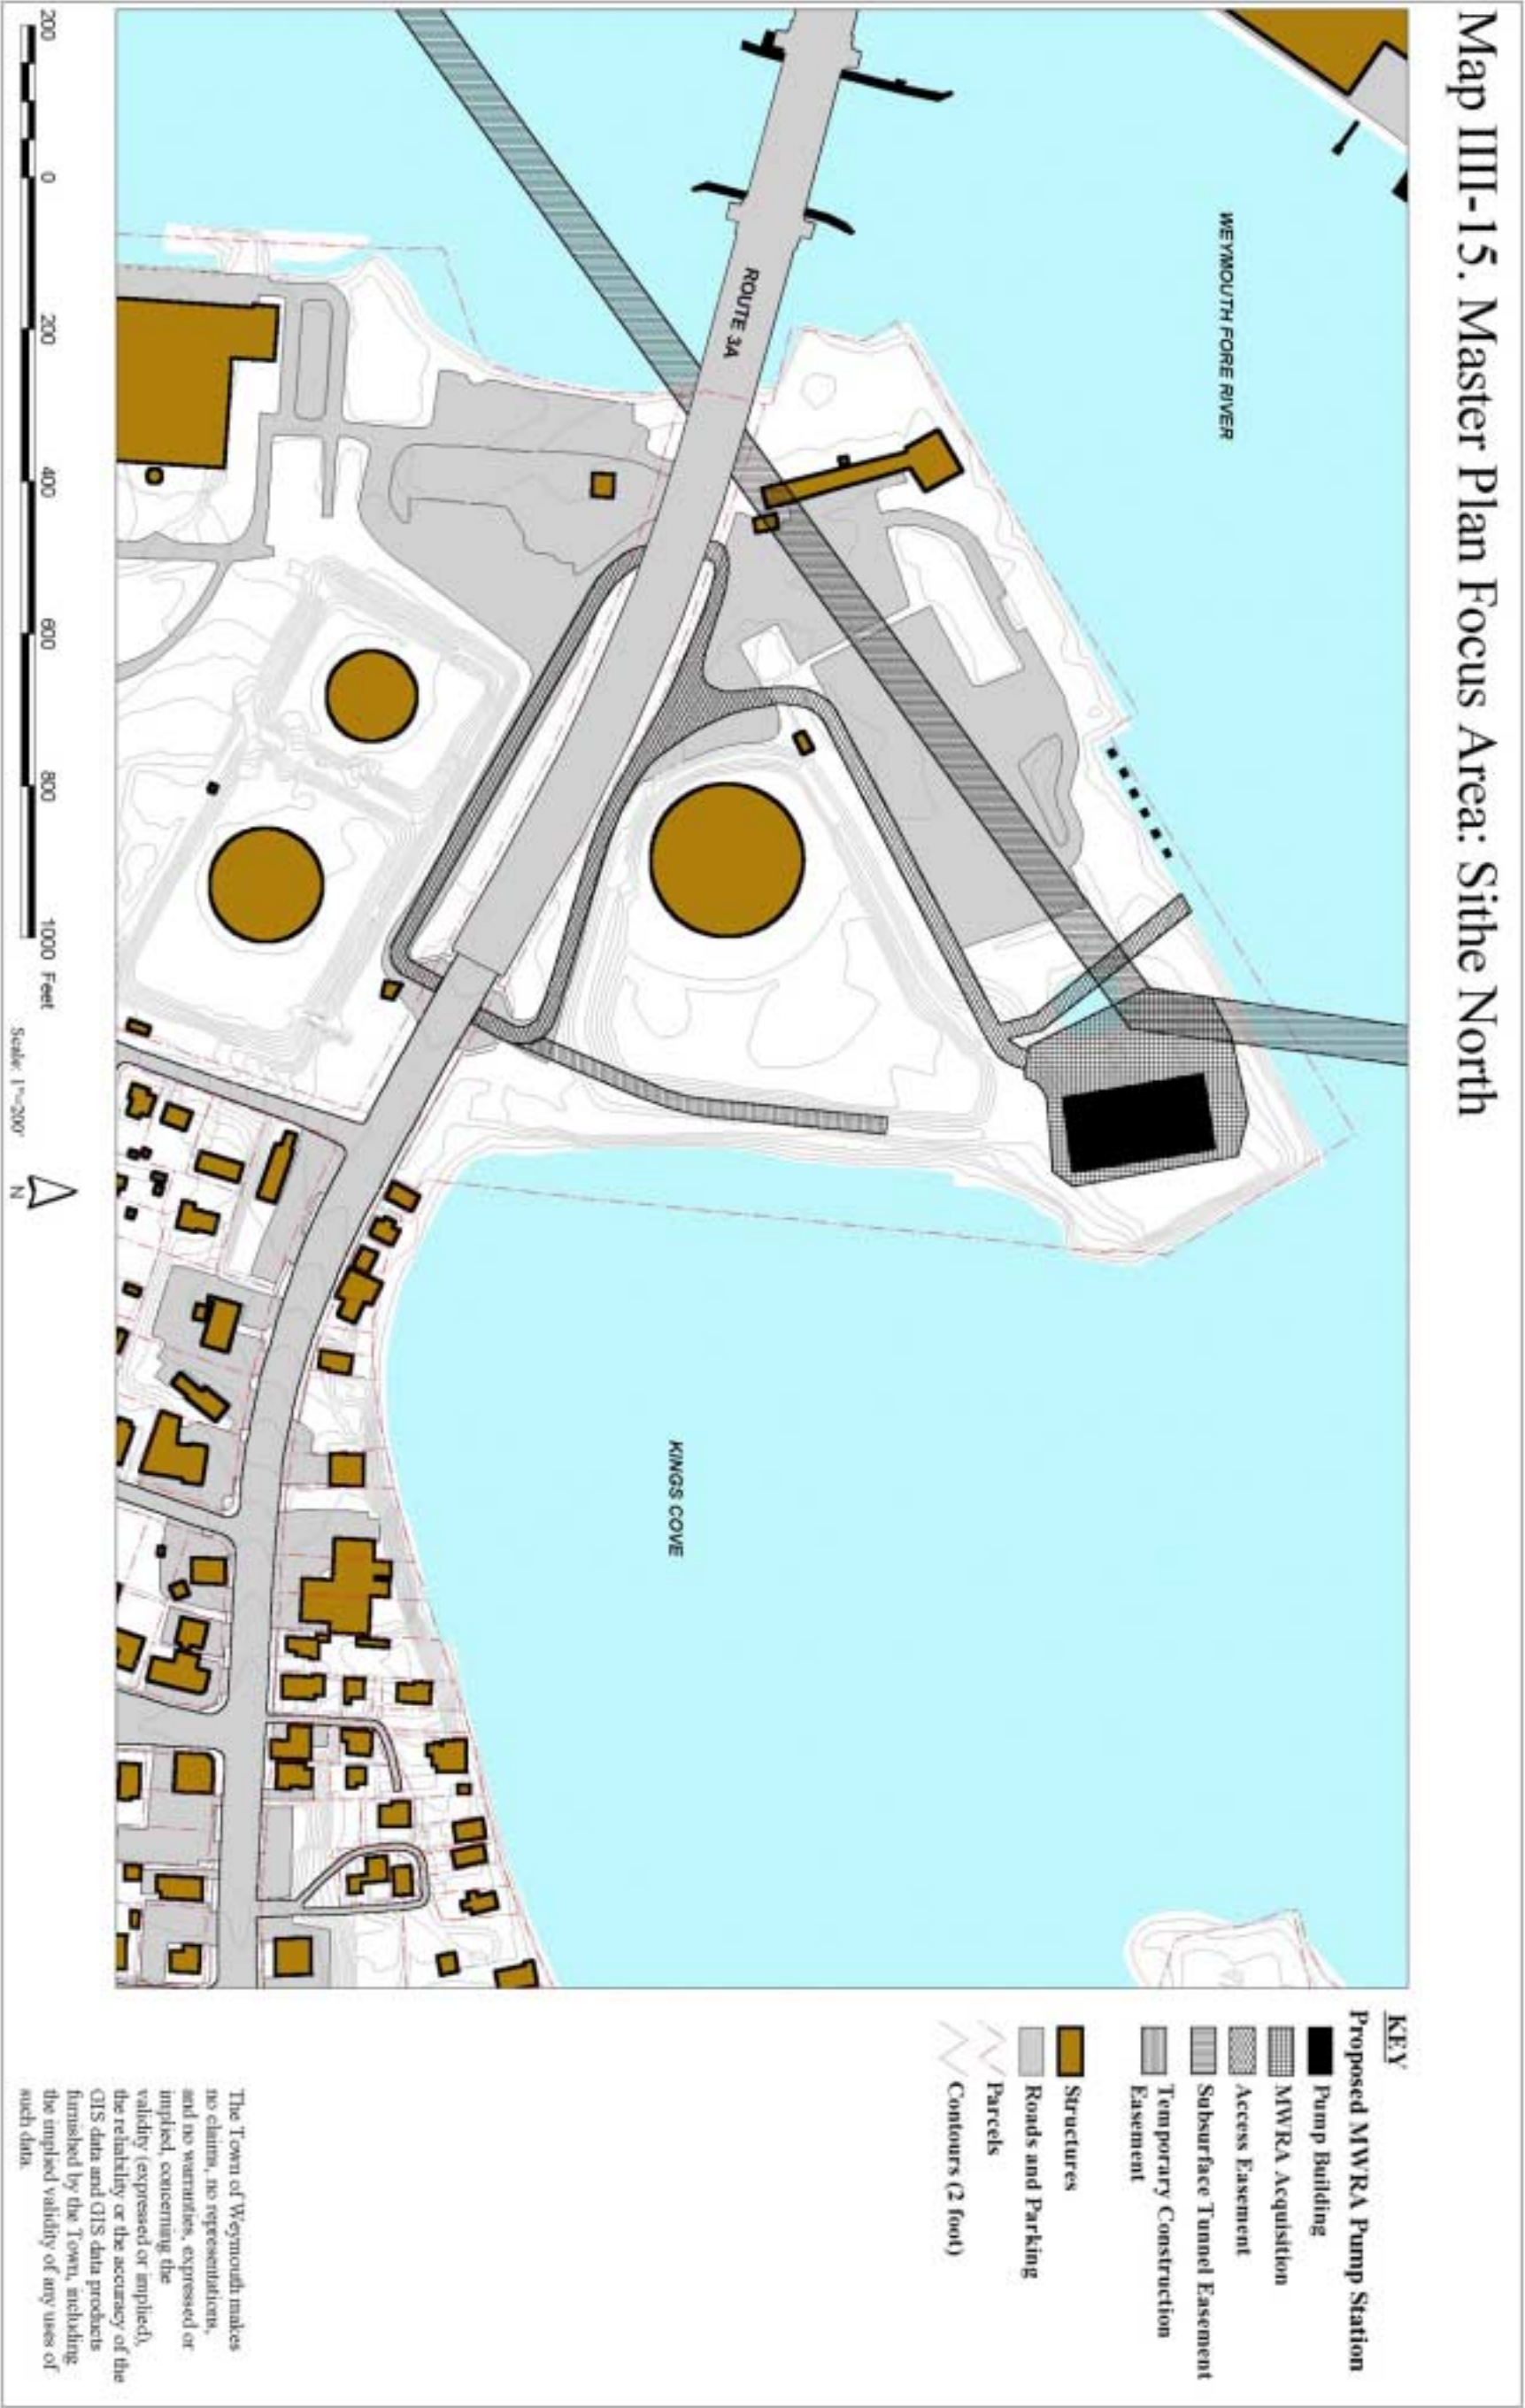 Map IIII-15. Master Plan Focus Area: Sithe North
WEYMOUTH FORE RIVER
ROUTE 3A
KINGS COVE
KEY
Proposed MWRA Pump Station
Pump Building
MWRA Acquisition
Access Easement
Subsurface Tunnel Easement
Temporary Construction
Easement
Structures
Roads and Parking
Parcels
Contours (2 foot)
200 0 200 400 600 800 1000 Feet
Scale: 1"=200'
N
The Town of Weymouth makes
no claims, no representations,
and no warranties, expressed or
implied, concerning the
validity (expressed or implied),
the reliability or the accuracy of the
GIS data and GIS data products
furnished by the Town, including
the implied validity of any uses of
such data.